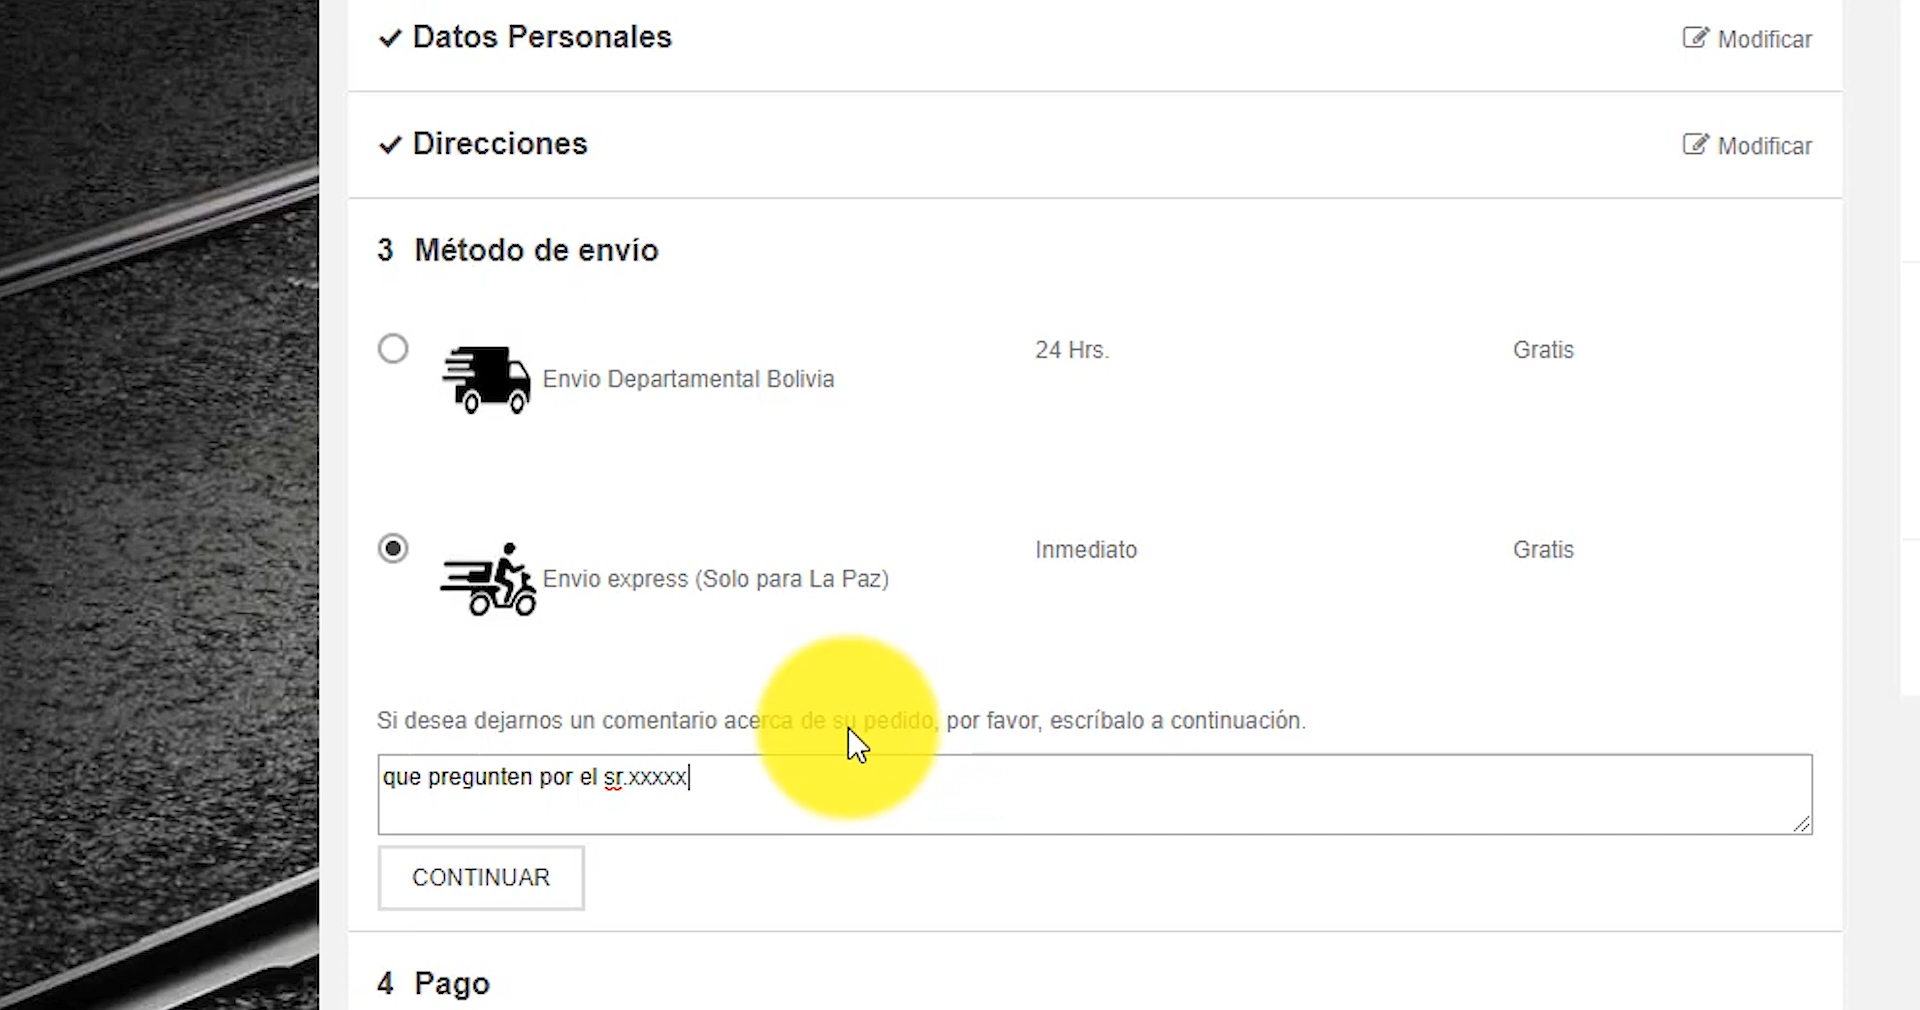 Datos Personales
Modificar
Direcciones
Modificar
3 Método de envío
24 Hrs.
Gratis
Envio Departamental Bolivia
Inmediato
Gratis
Envio express (Solo para La Paz)
Si desea dejarnos un comentario acerca de su pedido, por favor, escríbalo a continuación.
que pregunten por el sr.xxxxx
CONTINUAR
4 Pago